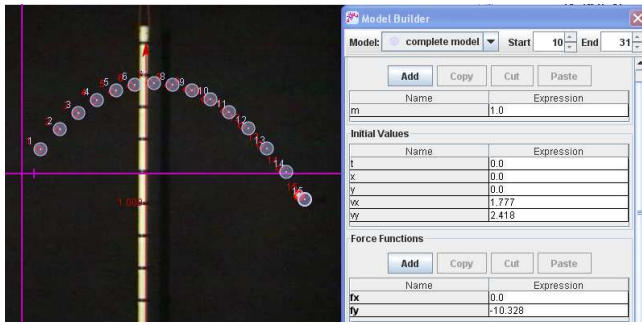 Model Builder
Model: complete model Start 10 End 31
Add Copy Cut Paste
Name Expression
m 1.0
Initial Values
Name Expression
t 0.0
x 0.0
y 0.0
vx 1.777
vy 2.418
Force Functions
Add Copy Cut Paste
Name Expression
fx 0.0
fy -10.328
1
2
3
4
5
6
8
9
10
11
12
13
14
15
1.000